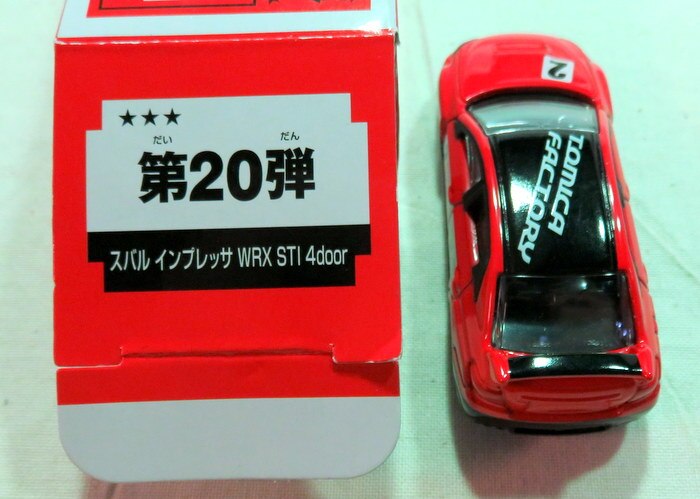 ★★★
だい だん
第20弾
スバル インプレッサ WRX STI 4door
2
TOMICA
FACTORY